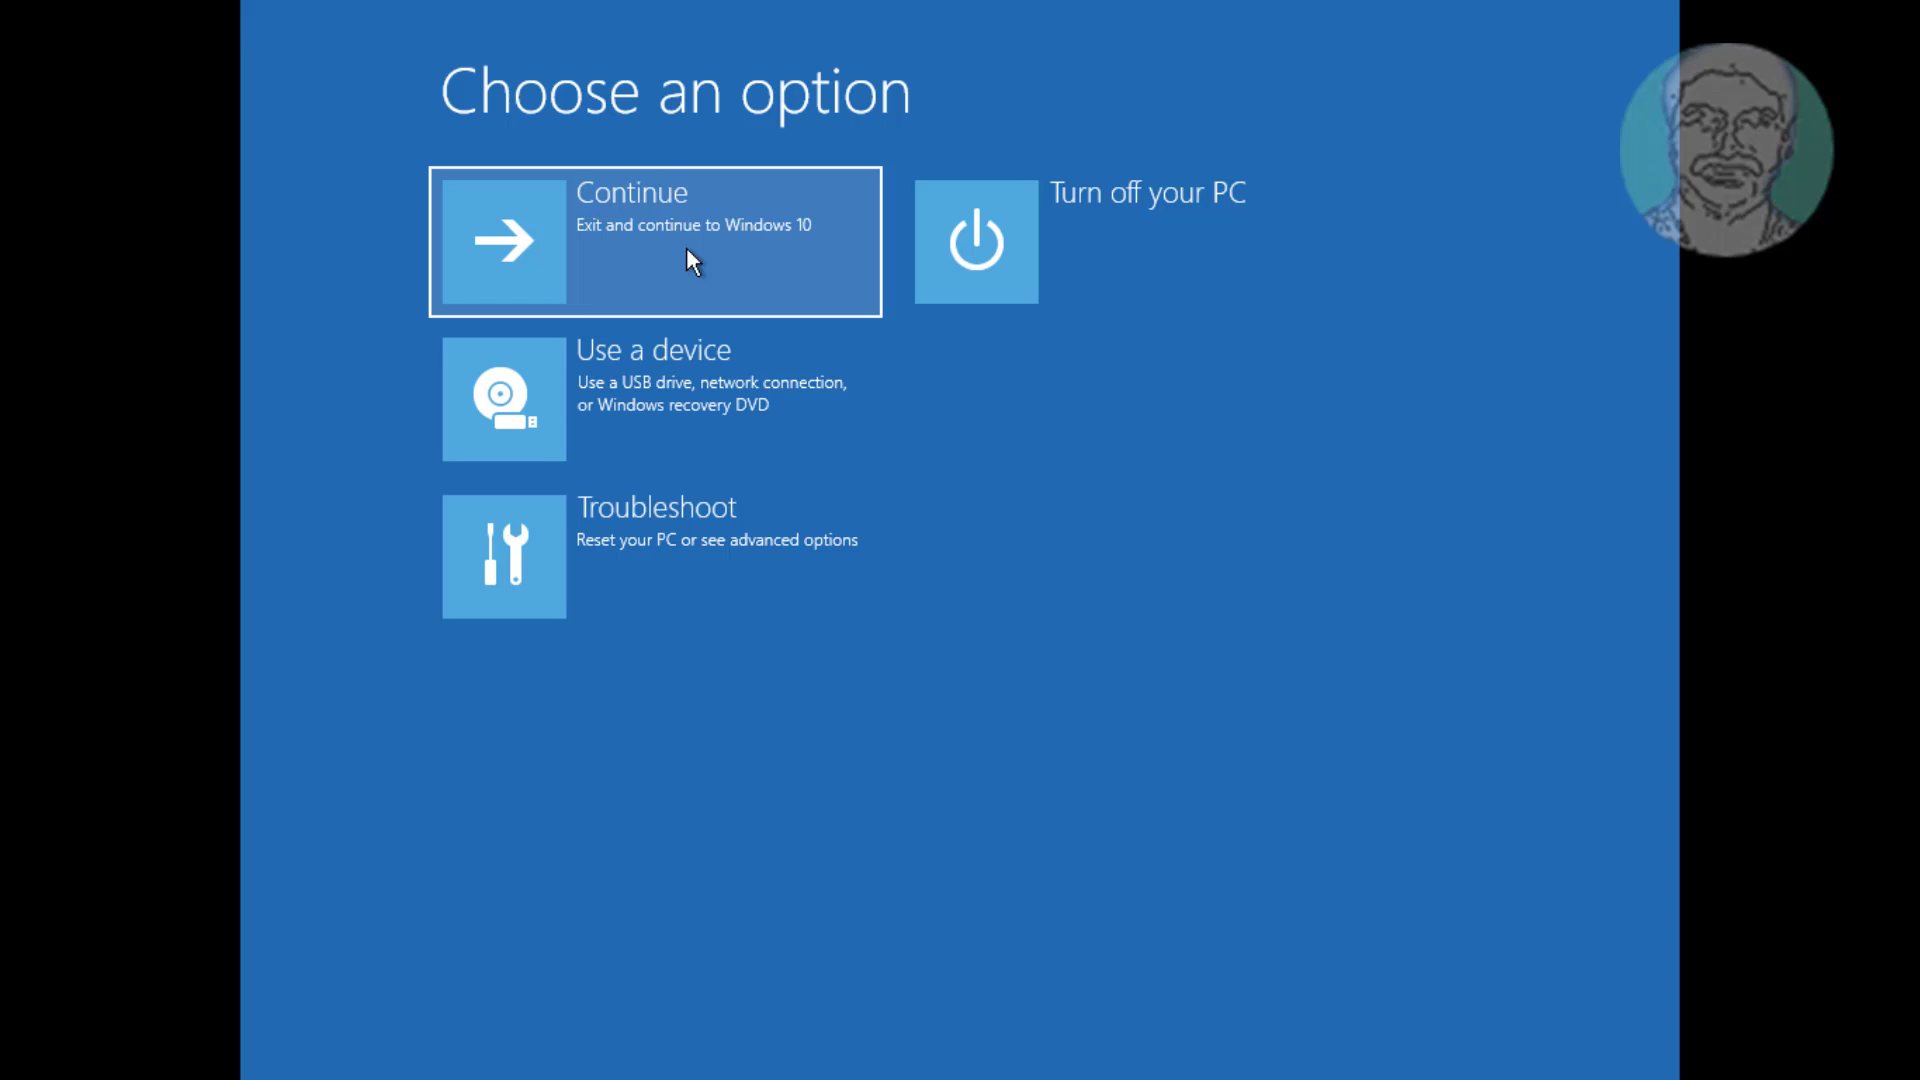 Choose an option
Continue
Exit and continue to Windows 10
Turn off your PC
Use a device
Use a USB drive, network connection,
or Windows recovery DVD
Troubleshoot
Reset your PC or see advanced options